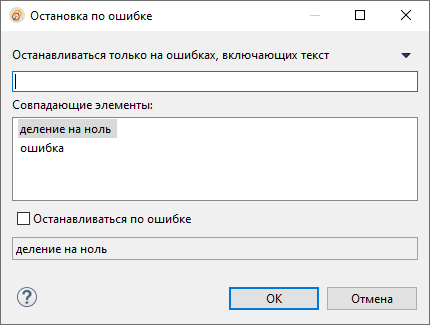 Остановка по ошибке
Останавливаться только на ошибках, включающих текст
Совпадающие элементы:
деление на ноль
ошибка
Останавливаться по ошибке
деление на ноль
?
OK
Отмена